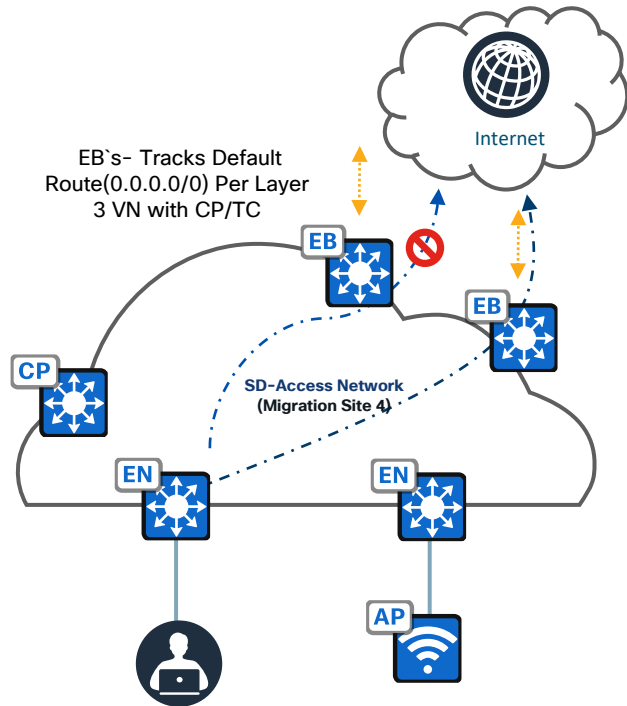 Internet
EB`s- Tracks Default
Route(0.0.0.0/0) Per Layer
3 VN with CP/TC
EB
EB
CP
SD-Access Network
(Migration Site 4)
EN
EN
AP